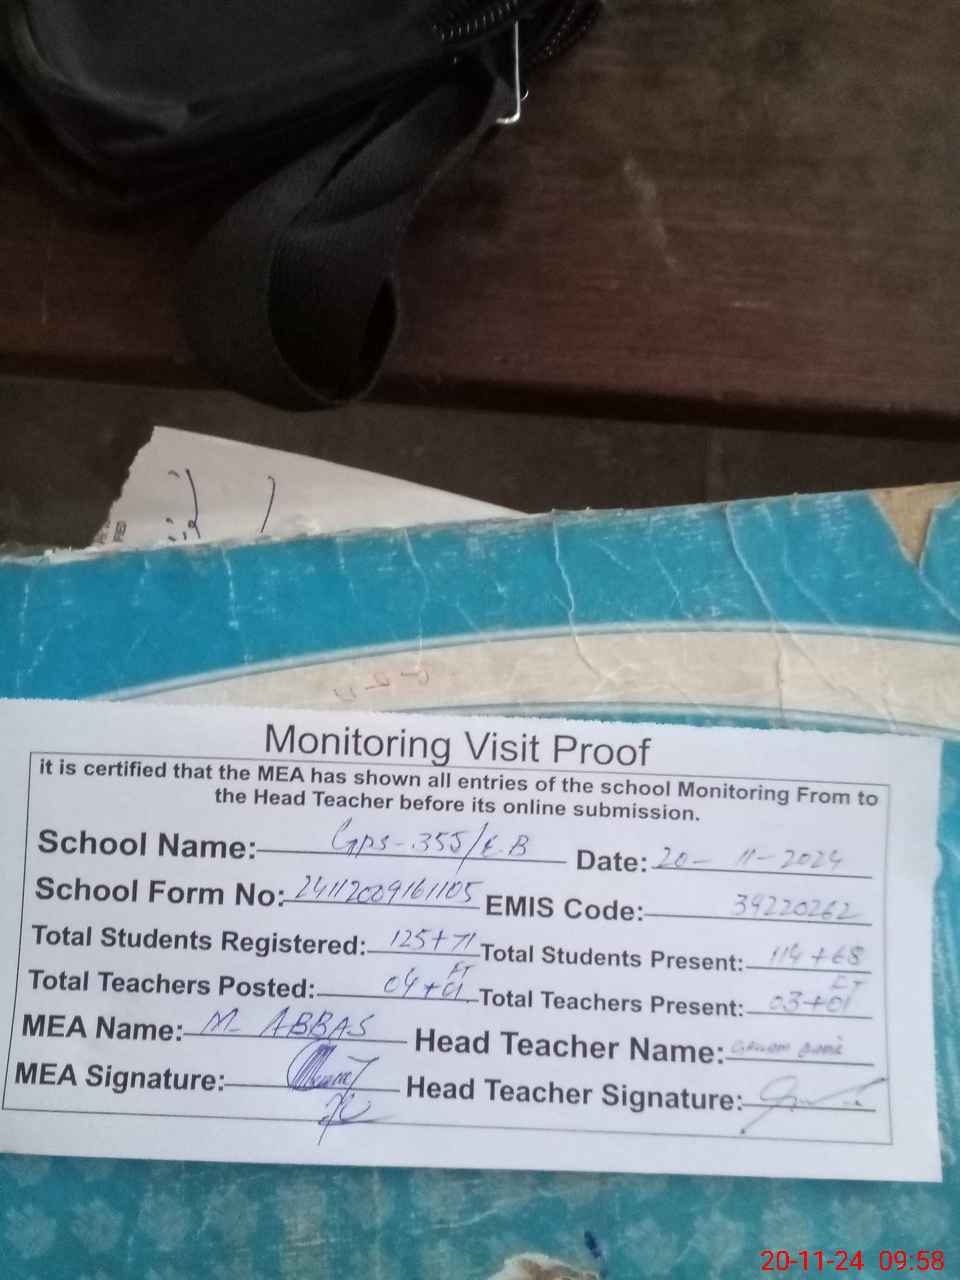 Monitoring Visit Proof
it is certified that the MEA has shown all entries of the school Monitoring From to
the Head Teacher before its online submission.
School Name: GPS-355/E.B Date: 20-11-2024
School Form No: 24112009161105 EMIS Code: 39220262
Total Students Registered: 125+71 Total Students Present: 114+68
Total Teachers Posted: 04+01 FT Total Teachers Present: 03+01 FT
MEA Name: M ABBAS Head Teacher Name:
MEA Signature: Head Teacher Signature:
20-11-24 09:58